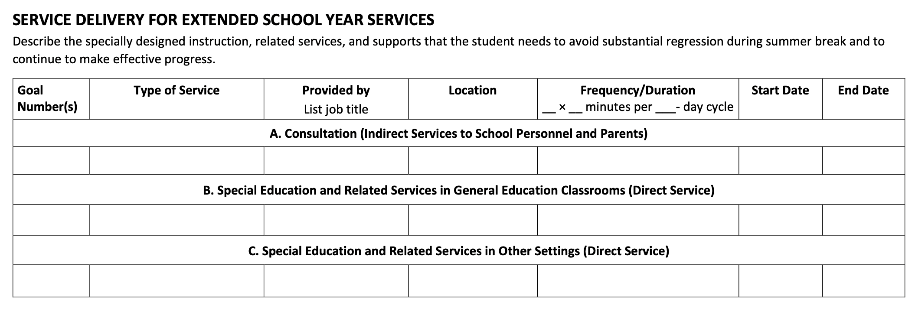 SERVICE DELIVERY FOR EXTENDED SCHOOL YEAR SERVICES
Describe the specially designed instruction, related services, and supports that the student needs to avoid substantial regression during summer break and to
continue to make effective progress.
Goal Number(s)
Type of Service
Provided by
List job title
Location
Frequency/Duration
__ × __ minutes per ___- day cycle
Start Date
End Date
A. Consultation (Indirect Services to School Personnel and Parents)
B. Special Education and Related Services in General Education Classrooms (Direct Service)
C. Special Education and Related Services in Other Settings (Direct Service)